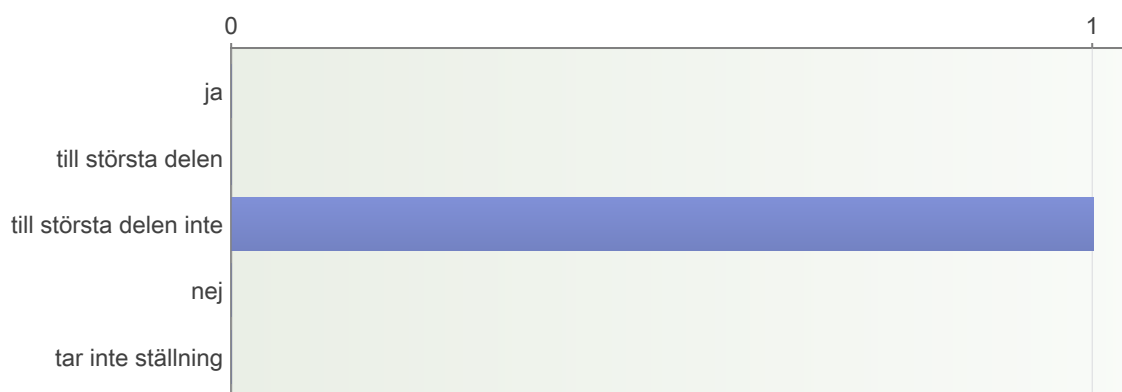 0 1
ja
till största delen
till största delen inte
nej
tar inte ställning